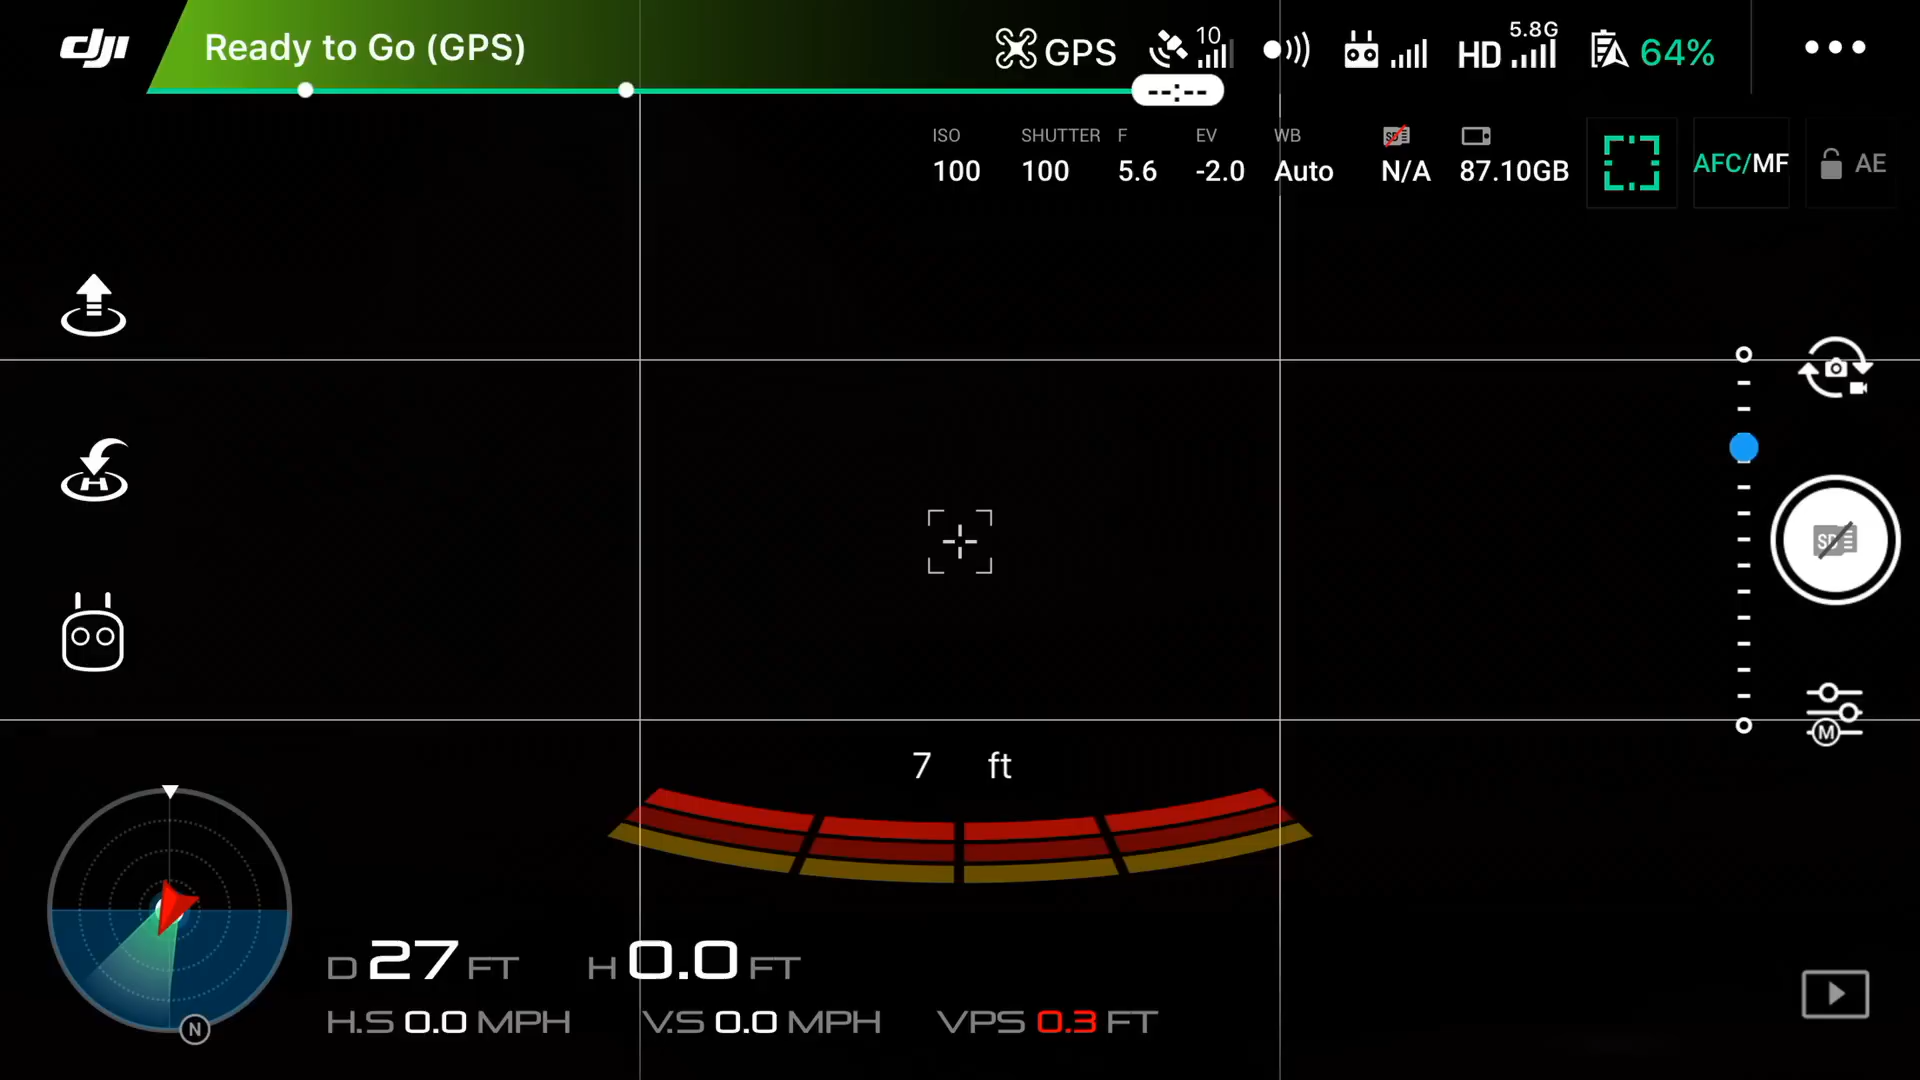 dji
Ready to Go (GPS)
GPS
10
HD
5.8G
64%
--:--
ISO
100
SHUTTER
100
F
5.6
EV
-2.0
WB
Auto
SD
N/A
87.10GB
AFC/MF
AE
H
SD
M
7 ft
N
D 27 FT
H 0.0 FT
H.S 0.0 MPH
V.S 0.0 MPH
VPS 0.3 FT